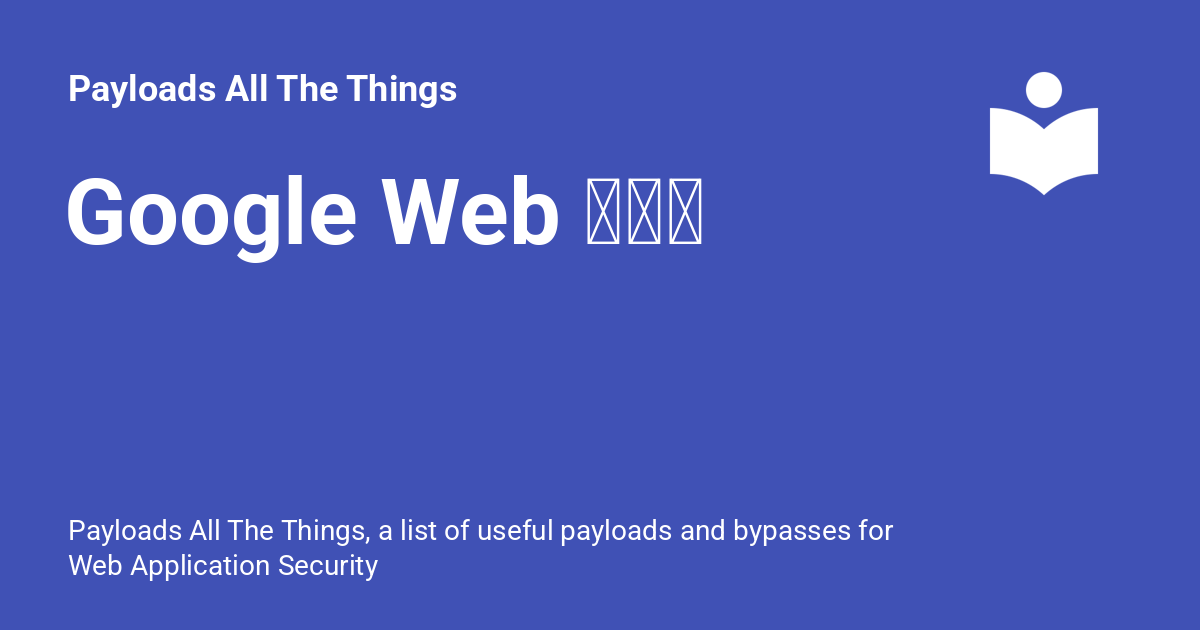 Payloads All The Things
Google Web
Payloads All The Things, a list of useful payloads and bypasses for
Web Application Security